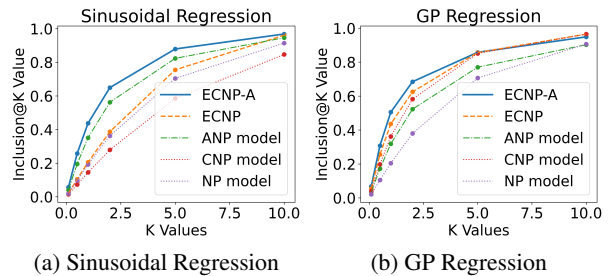 Sinusoidal Regression
Inclusion@K Value
1.0
0.8
0.6
0.4
0.2
0.0
ECNP-A
ECNP
ANP model
CNP model
NP model
0.0 2.5 5.0 7.5 10.0
K Values
(a) Sinusoidal Regression
GP Regression
Inclusion@K Value
1.0
0.8
0.6
0.4
0.2
0.0
ECNP-A
ECNP
ANP model
CNP model
NP model
0.0 2.5 5.0 7.5 10.0
K Values
(b) GP Regression